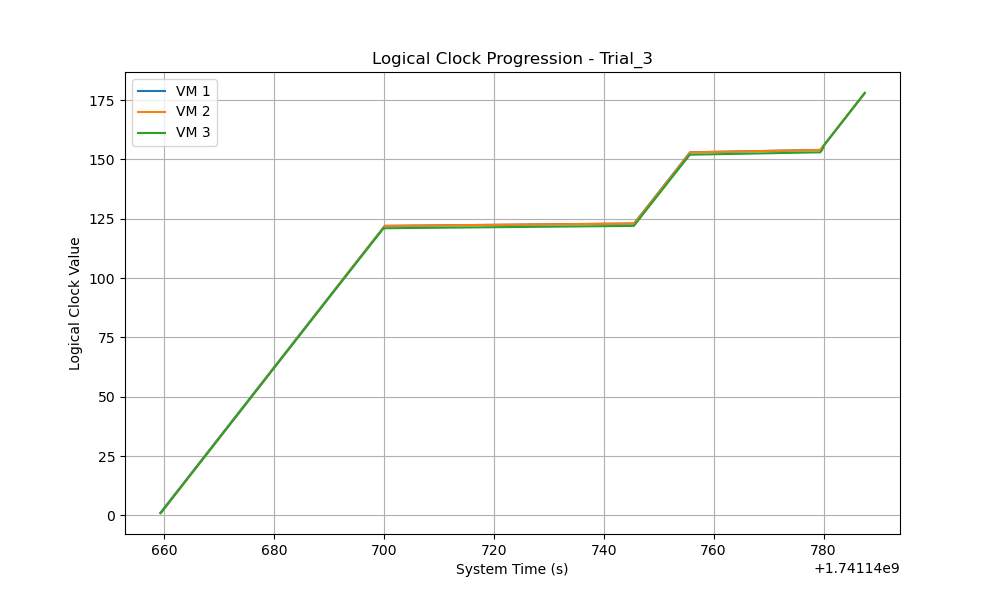 Logical Clock Progression - Trial_3
VM 1
VM 2
VM 3
175
150
125
100
75
50
25
0
Logical Clock Value
660 680 700 720 740 760 780
System Time (s)
+1.74114e9